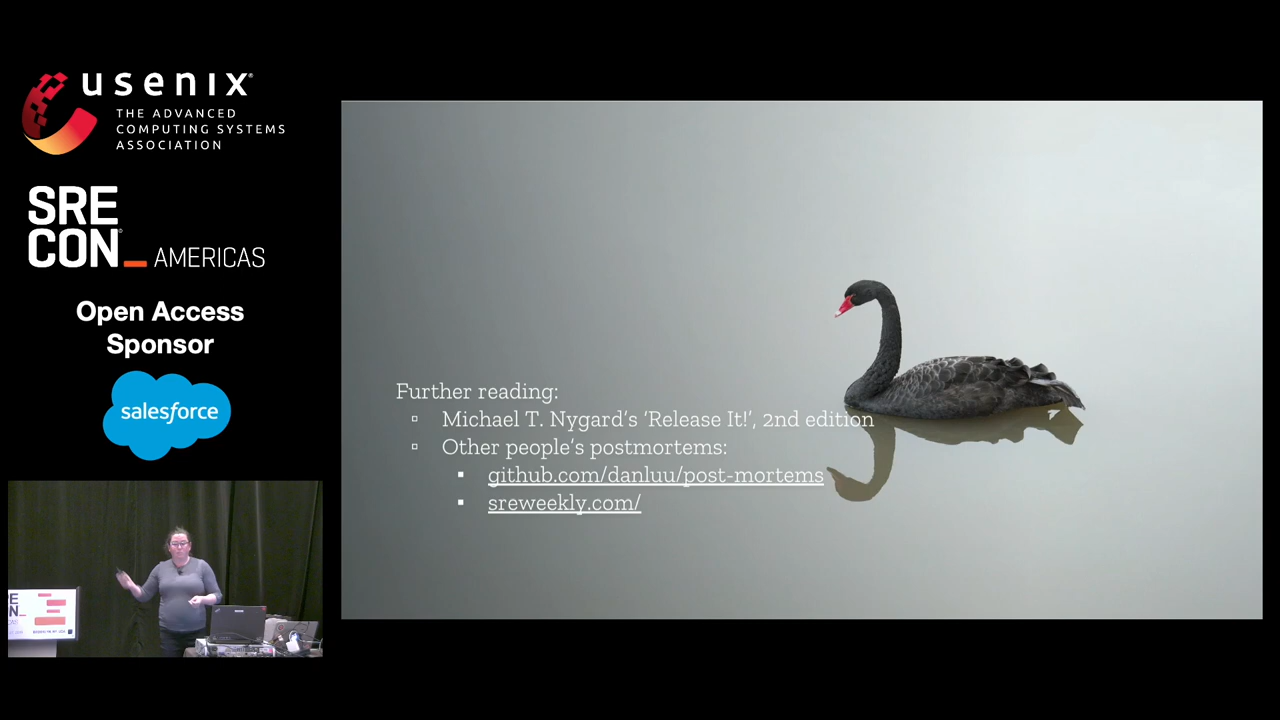 usenix
THE ADVANCED
COMPUTING SYSTEMS
ASSOCIATION
SRE
CON_ AMERICAS
Open Access
Sponsor
salesforce
Further reading:
▫ Michael T. Nygard’s ‘Release It!’, 2nd edition
▫ Other people’s postmortems:
▪ github.com/danluu/post-mortems
▪ sreweekly.com/